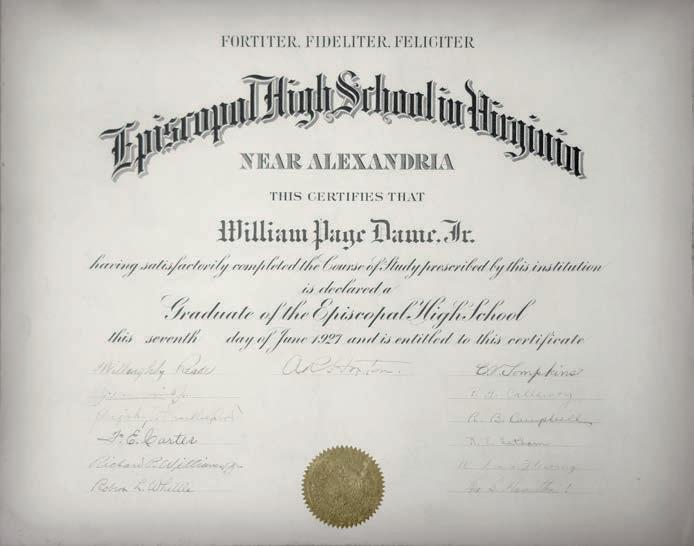 FORTITER, FIDELITER, FELICITER
Episcopal High School in Virginia
NEAR ALEXANDRIA
THIS CERTIFIES THAT
William Page Dame, Jr.
having satisfactorily completed the Course of Study prescribed by this institution
is declared a
Graduate of the Episcopal High School
this seventh day of June 1927 and is entitled to this certificate
Willoughby Reade
Tompkins
R. B. Campbell
F. E. Carter
Richard P. Williams, Jr.